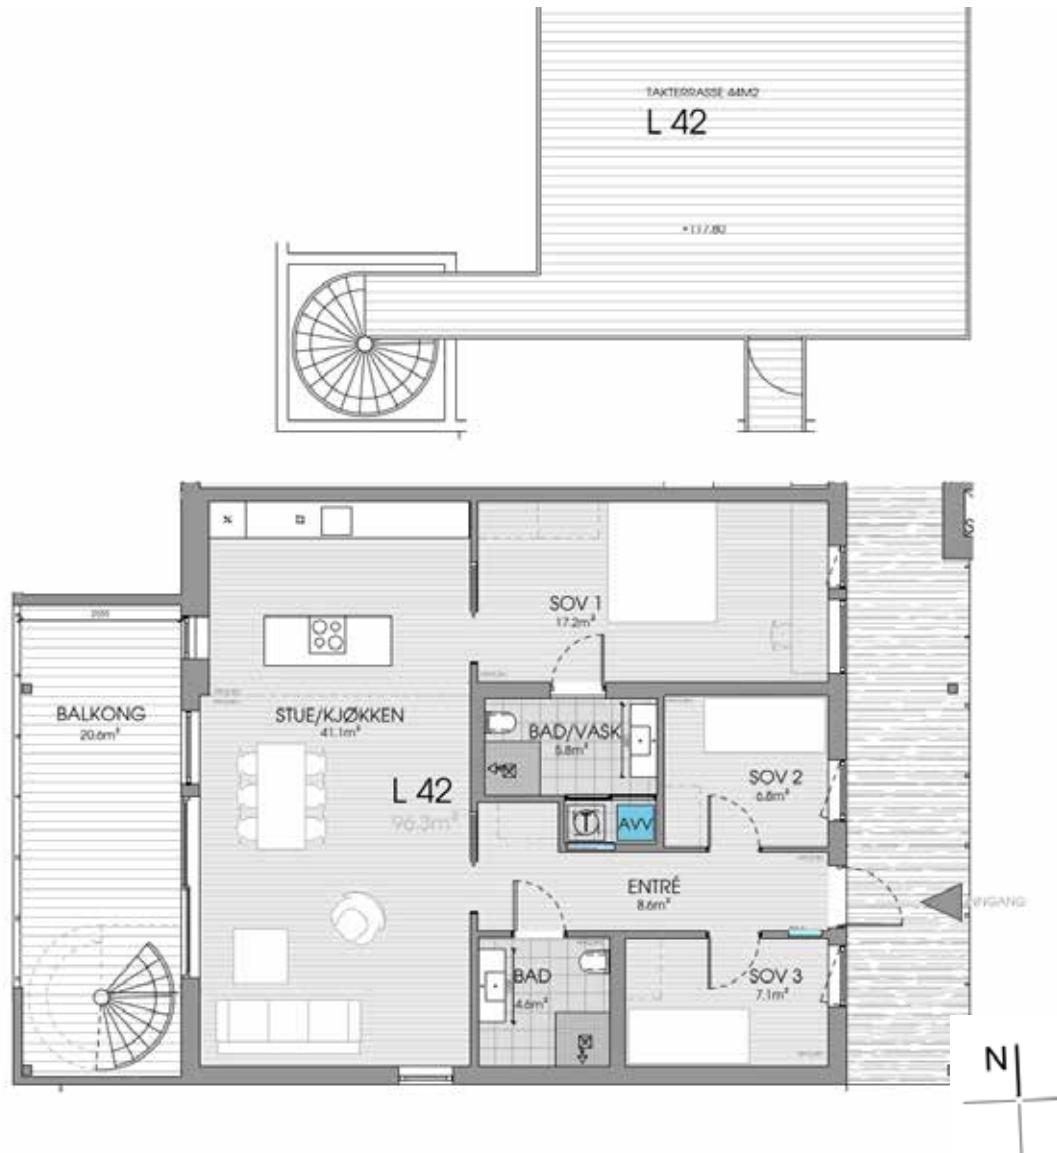 TAKTERRASSE 44M2
L 42
+117.80
SOV 1
17.2m²
BALKONG
20.6m²
STUE/KJØKKEN
41.1m²
BAD/VASK
5.8m²
SOV 2
6.8m²
L 42
96.3m²
T
AVV
ENTRÉ
8.6m²
INNGANG
BAD
4.6m²
SOV 3
7.1m²
N